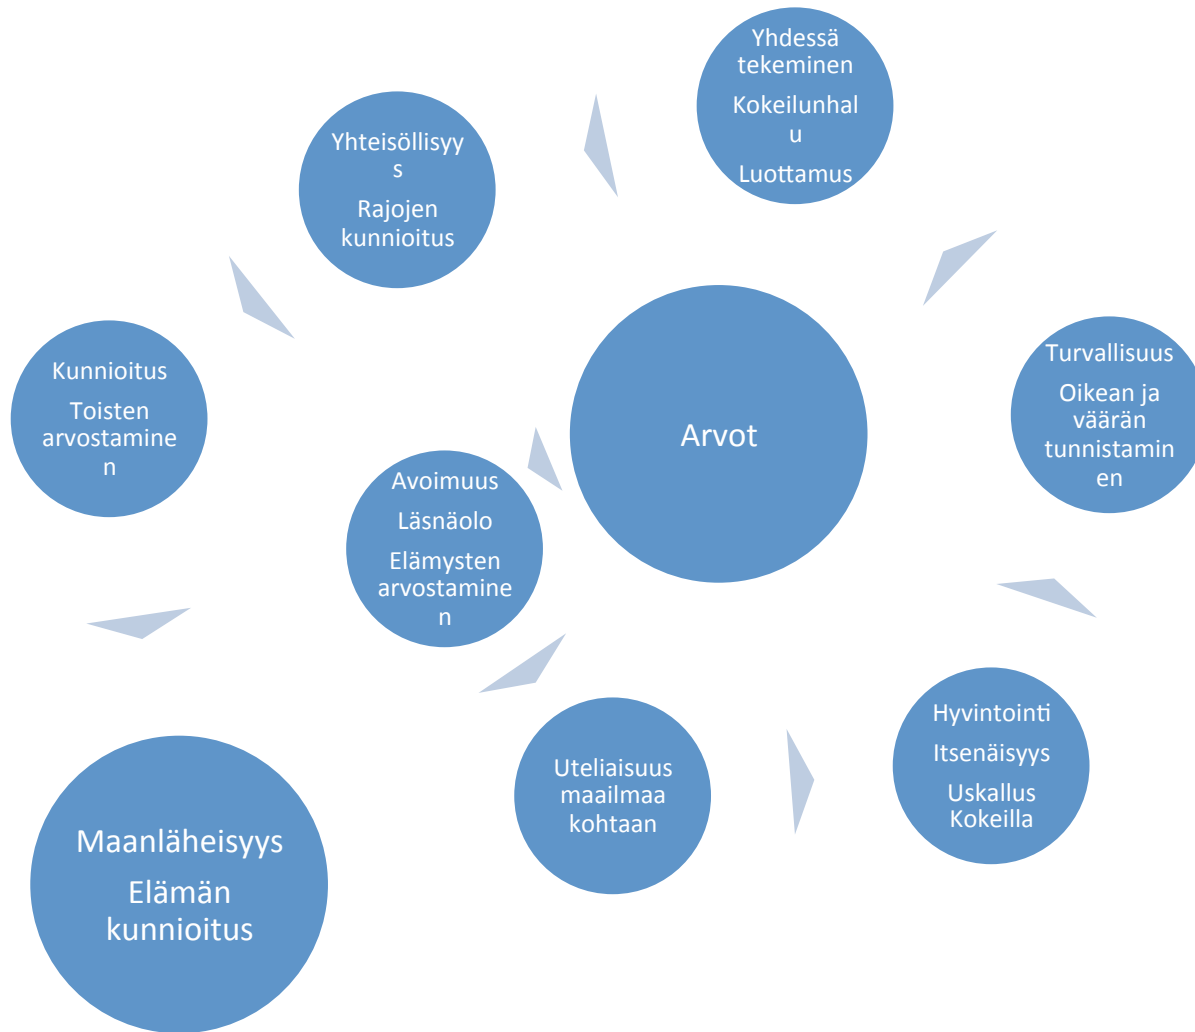 Yhdessä
tekeminen
Kokeilunhal
u
Luottamus
Yhteisöllisyy
s
Rajojen
kunnioitus
Kunnioitus
Toisten
arvostamine
n
Arvot
Turvallisuus
Oikean ja
väärän
tunnistamin
en
Avoimuus
Läsnäolo
Elämysten
arvostamine
n
Hyvintointi
Itsenäisyys
Uskallus
Kokeilla
Uteliaisuus
maailmaa
kohtaan
Maanläheisyys
Elämän
kunnioitus